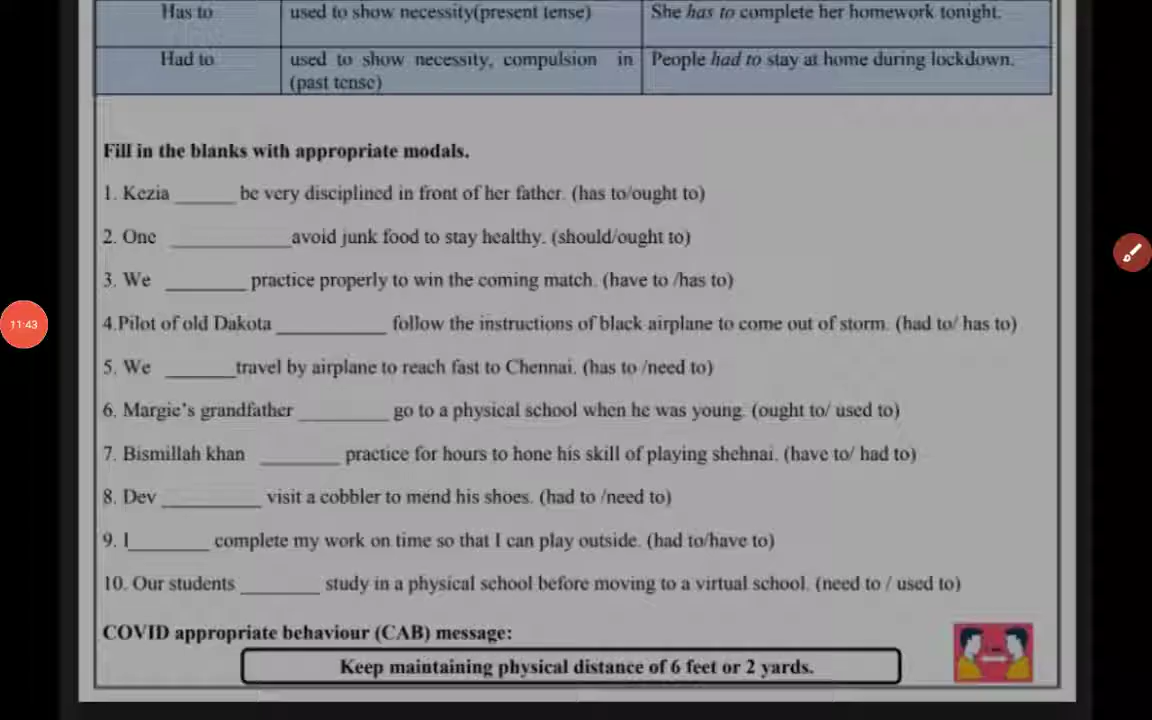 Has to used to show necessity(present tense) She has to complete her homework tonight.
Had to used to show necessity, compulsion in (past tense) People had to stay at home during lockdown.
Fill in the blanks with appropriate modals.
1. Kezia ______ be very disciplined in front of her father. (has to/ought to)
2. One ____________avoid junk food to stay healthy. (should/ought to)
3. We ________ practice properly to win the coming match. (have to /has to)
4.Pilot of old Dakota ___________ follow the instructions of black airplane to come out of storm. (had to/ has to)
5. We _______travel by airplane to reach fast to Chennai. (has to /need to)
6. Margie's grandfather _________ go to a physical school when he was young. (ought to/ used to)
7. Bismillah khan ________ practice for hours to hone his skill of playing shehnai. (have to/ had to)
8. Dev __________ visit a cobbler to mend his shoes. (had to /need to)
9. I________ complete my work on time so that I can play outside. (had to/have to)
10. Our students ________ study in a physical school before moving to a virtual school. (need to / used to)
COVID appropriate behaviour (CAB) message:
Keep maintaining physical distance of 6 feet or 2 yards.
11:43